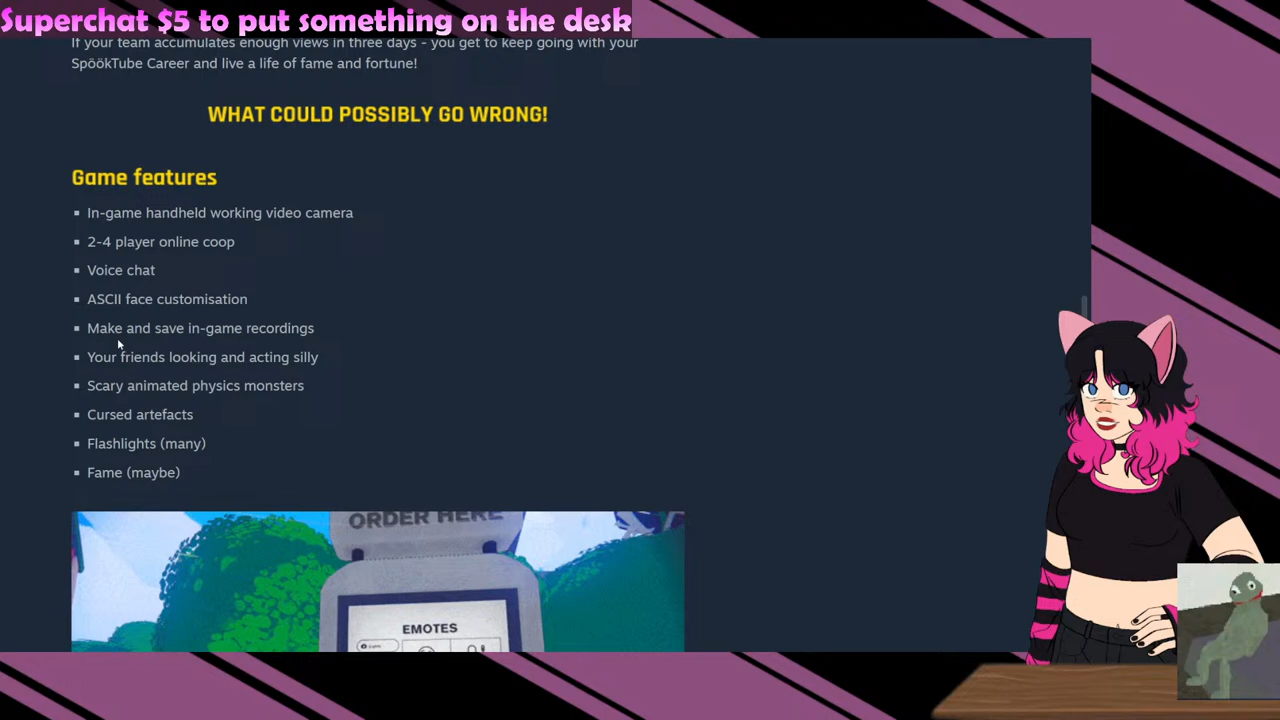 Superchat $5 to put something on the desk
If your team accumulates enough views in three days - you get to keep going with your
SpöökTube Career and live a life of fame and fortune!
WHAT COULD POSSIBLY GO WRONG!
Game features
In-game handheld working video camera
2-4 player online coop
Voice chat
ASCII face customisation
Make and save in-game recordings
Your friends looking and acting silly
Scary animated physics monsters
Cursed artefacts
Flashlights (many)
Fame (maybe)
ORDER HERE
EMOTES